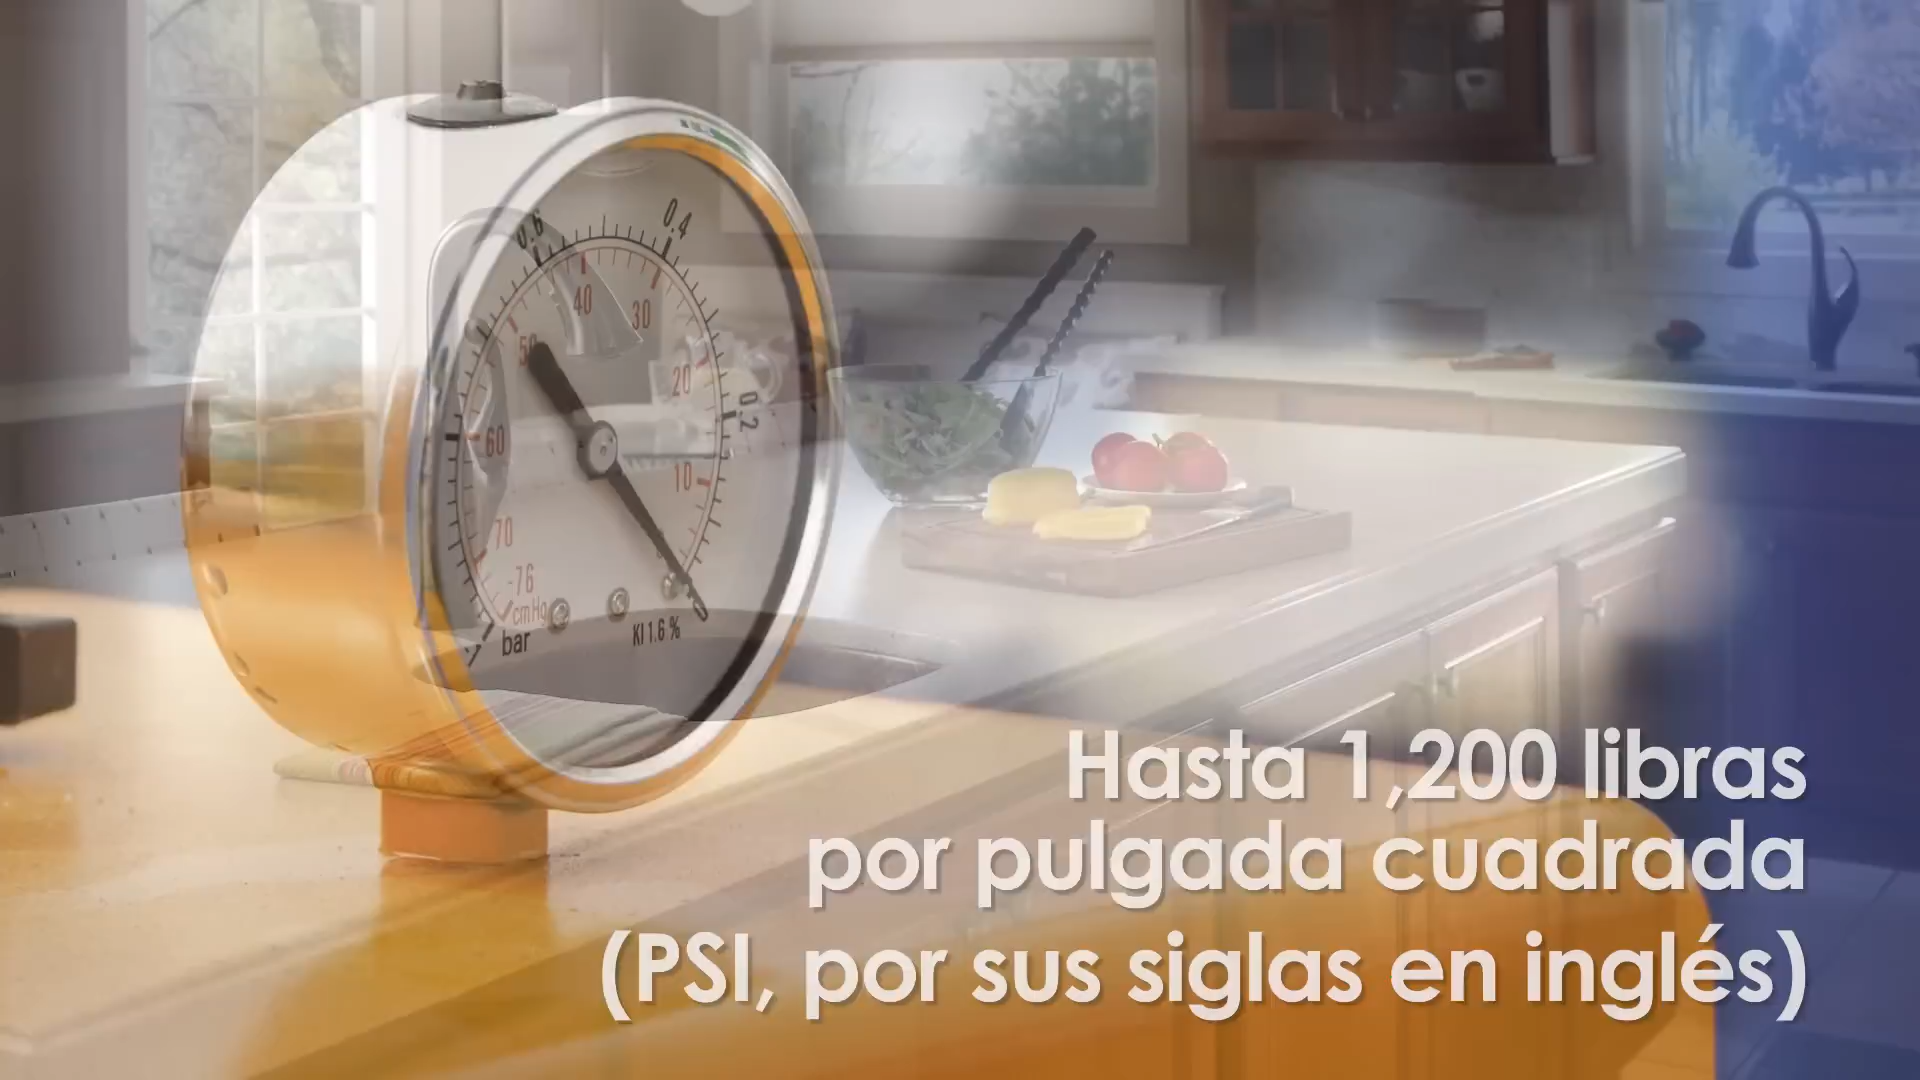 0.6
0.4
40
30
50
20
0.2
60
10
70
-76
cmHg
bar
Kl 1.6 %
Hasta 1,200 libras
por pulgada cuadrada
(PSI, por sus siglas en inglés)